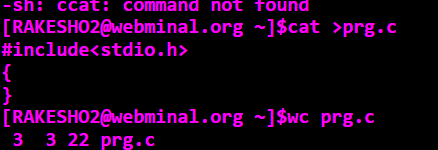 -sh: ccat: command not found
[RAKESHO2@webminal.org ~]$cat >prg.c
#include<stdio.h>
{
}
[RAKESHO2@webminal.org ~]$wc prg.c
 3  3 22 prg.c